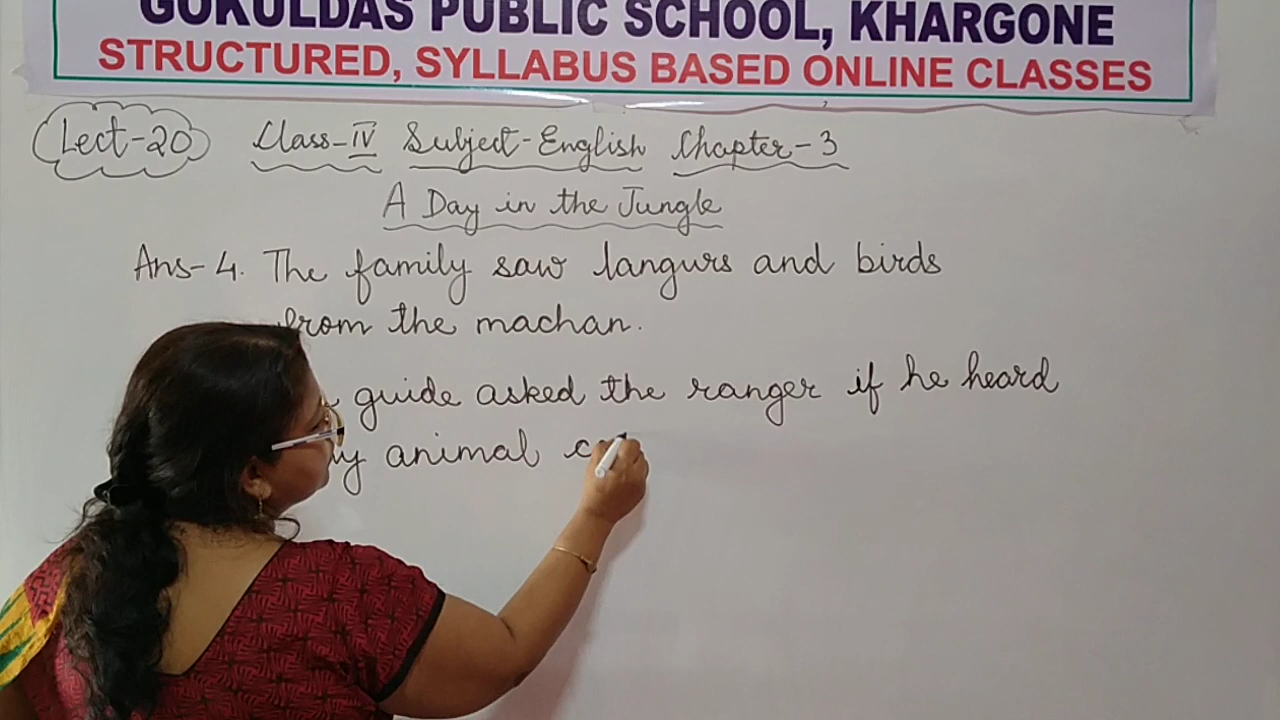 GOKULDAS PUBLIC SCHOOL, KHARGONE
STRUCTURED, SYLLABUS BASED ONLINE CLASSES
Lect-20 Class-IV Subject-English Chapter-3
A Day in the Jungle
Ans-4. The family saw langurs and birds
from the machan.
guide asked the ranger if he heard
animal